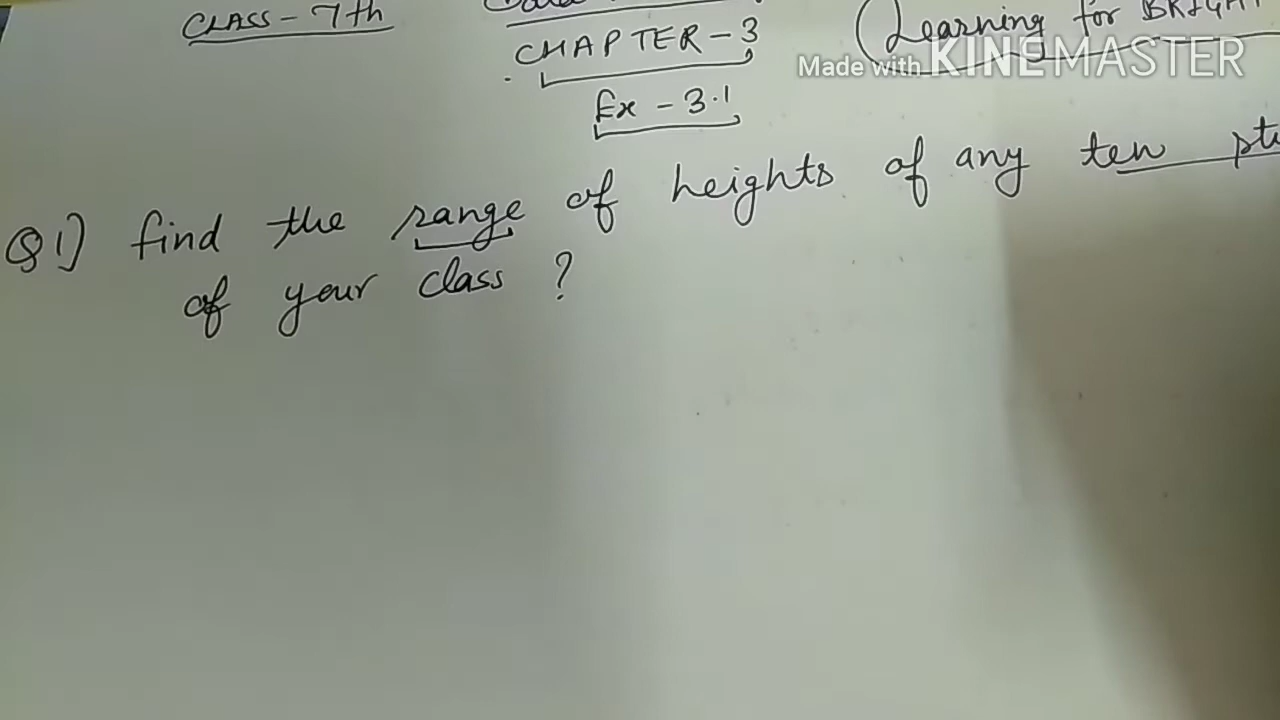 CLASS - 7th
CHAPTER - 3
(Learning for
Made with KINEMASTER
Ex - 3.1
Q1) find the range of heights of any ten
of your class ?